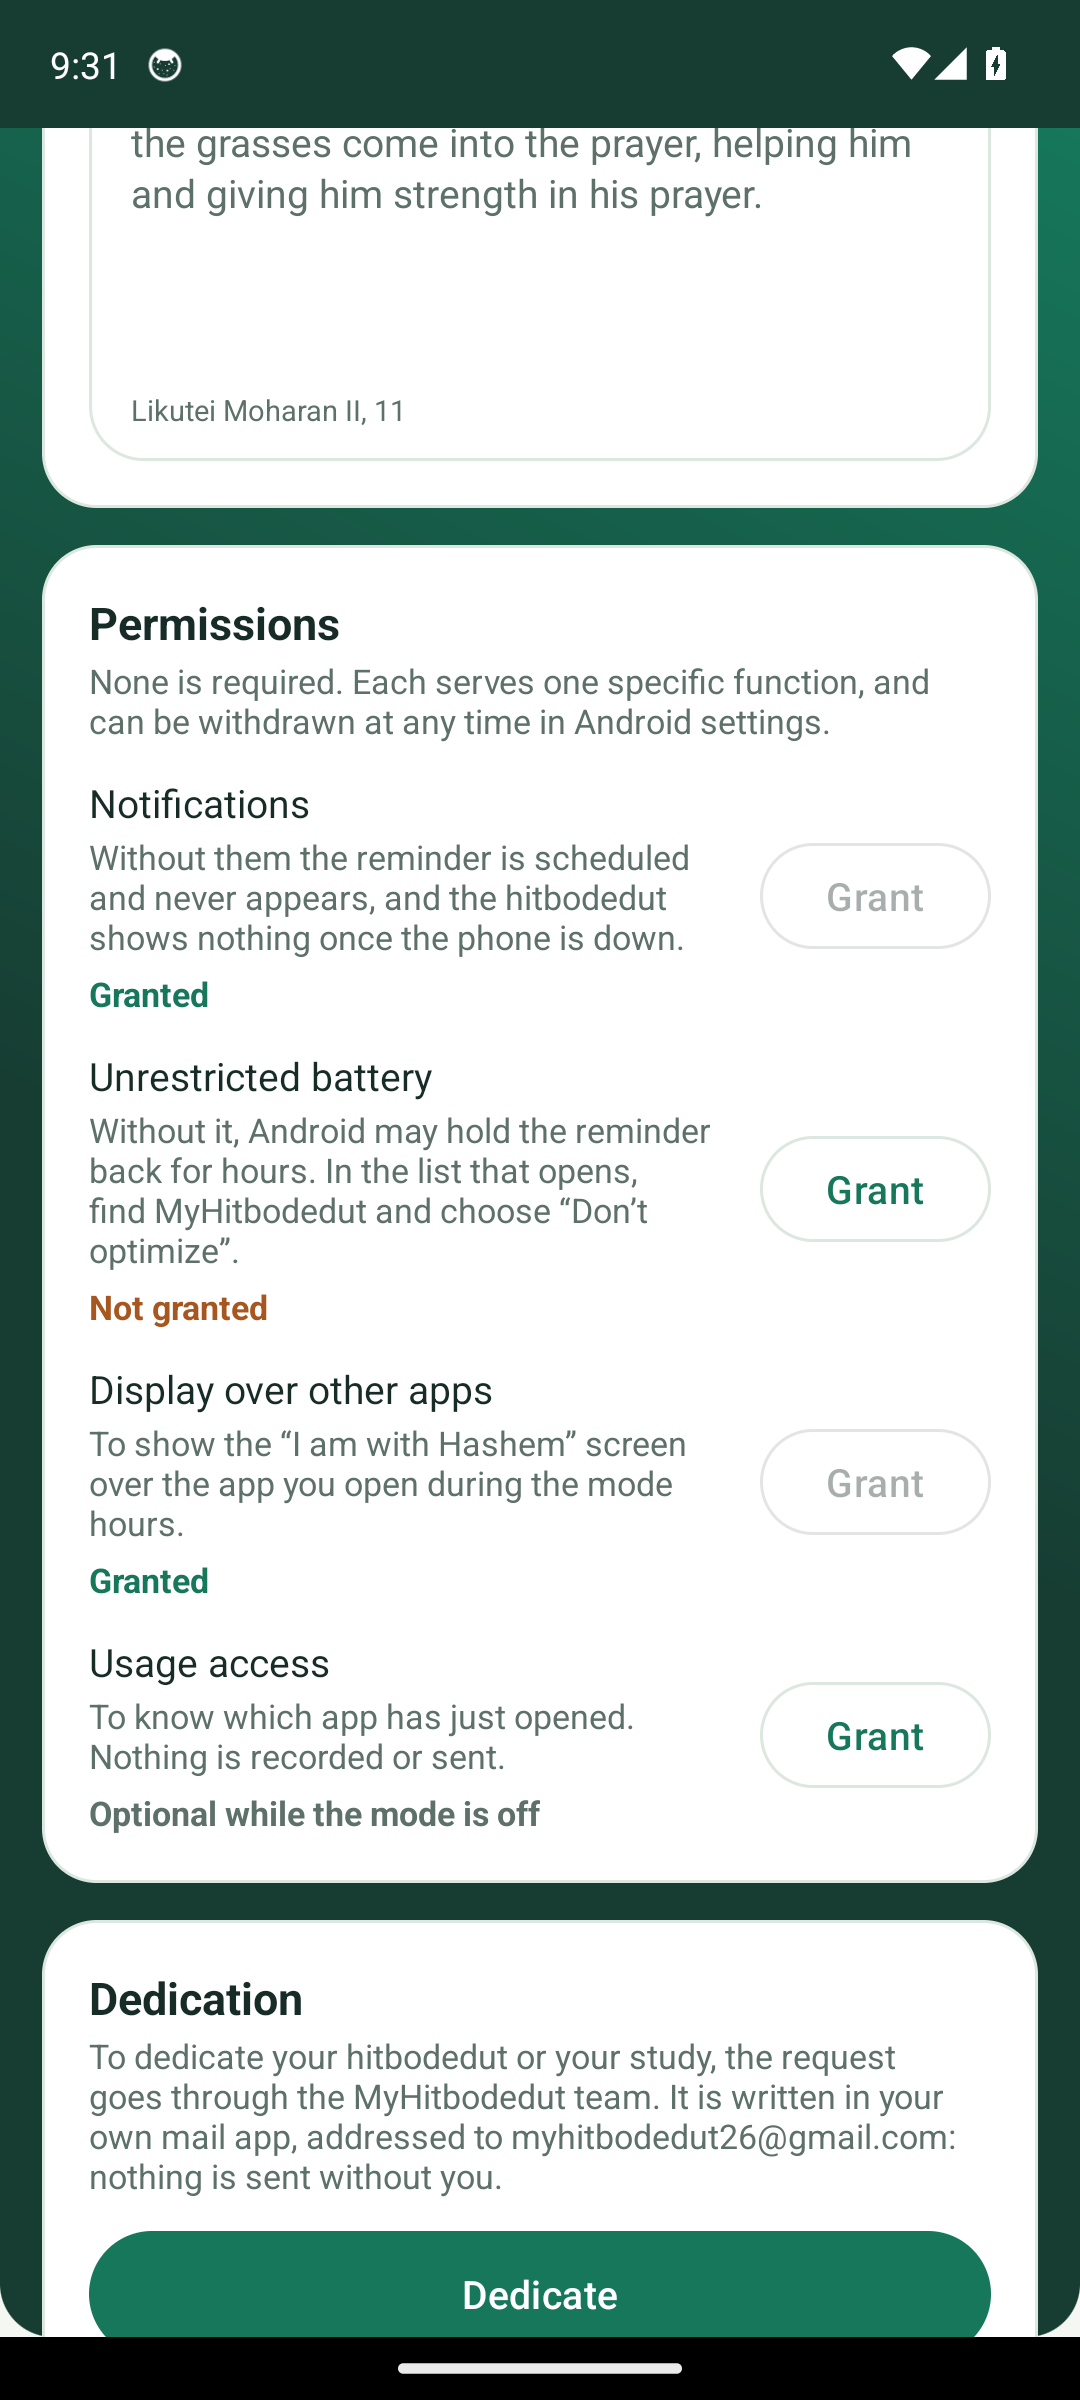 9:31
the grasses come into the prayer, helping him
and giving him strength in his prayer.
Likutei Moharan II, 11
Permissions
None is required. Each serves one specific function, and
can be withdrawn at any time in Android settings.
Notifications
Without them the reminder is scheduled
and never appears, and the hitbodedut
shows nothing once the phone is down.
Grant
Granted
Unrestricted battery
Without it, Android may hold the reminder
back for hours. In the list that opens,
find MyHitbodedut and choose “Don’t
optimize”.
Grant
Not granted
Display over other apps
To show the “I am with Hashem” screen
over the app you open during the mode
hours.
Grant
Granted
Usage access
To know which app has just opened.
Nothing is recorded or sent.
Grant
Optional while the mode is off
Dedication
To dedicate your hitbodedut or your study, the request
goes through the MyHitbodedut team. It is written in your
own mail app, addressed to myhitbodedut26@gmail.com:
nothing is sent without you.
Dedicate